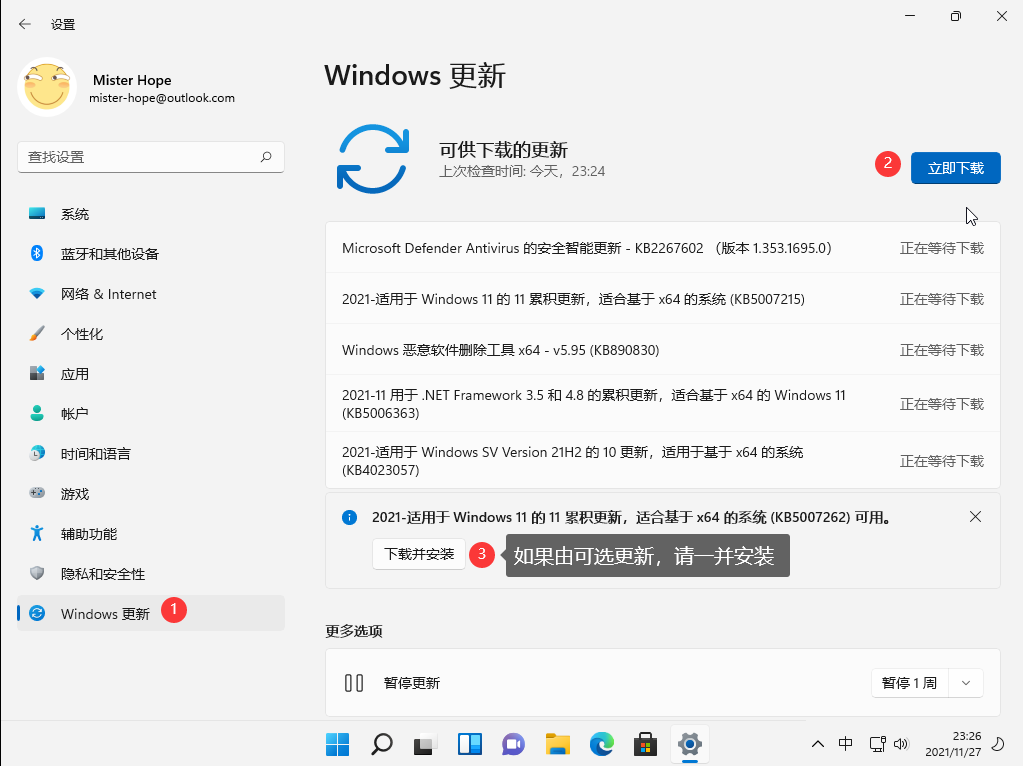 设置
Mister Hope
mister-hope@outlook.com
查找设置
系统
蓝牙和其他设备
网络 & Internet
个性化
应用
帐户
时间和语言
游戏
辅助功能
隐私和安全性
Windows 更新
1
Windows 更新
可供下载的更新
上次检查时间: 今天，23:24
2
立即下载
Microsoft Defender Antivirus 的安全智能更新 - KB2267602 （版本 1.353.1695.0）
正在等待下载
2021-适用于 Windows 11 的 11 累积更新，适合基于 x64 的系统 (KB5007215)
正在等待下载
Windows 恶意软件删除工具 x64 - v5.95 (KB890830)
正在等待下载
2021-11 用于 .NET Framework 3.5 和 4.8 的累积更新，适合基于 x64 的 Windows 11
(KB5006363)
正在等待下载
2021-适用于 Windows SV Version 21H2 的 10 更新，适用于基于 x64 的系统
(KB4023057)
正在等待下载
2021-适用于 Windows 11 的 11 累积更新，适合基于 x64 的系统 (KB5007262) 可用。
下载并安装
3
如果由可选更新，请一并安装
更多选项
暂停更新
暂停 1 周
中
23:26
2021/11/27